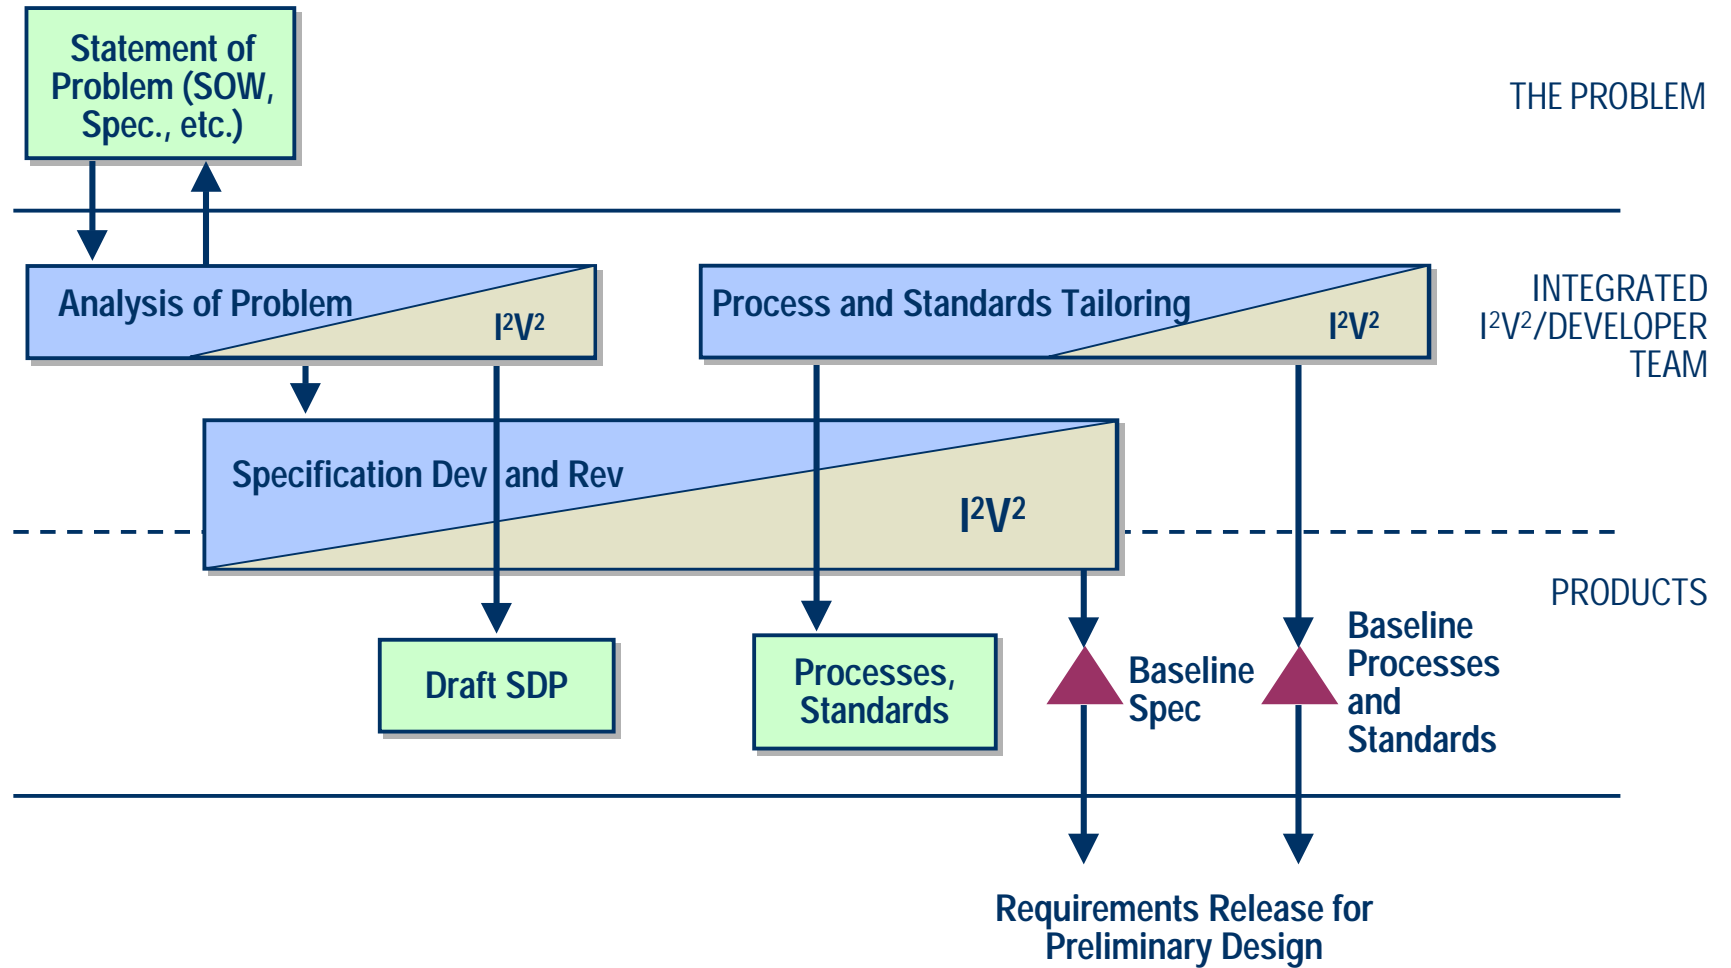 Statement of
Problem (SOW,
Spec., etc.)
THE PROBLEM
Analysis of Problem
I²V²
Process and Standards Tailoring
I²V²
INTEGRATED
I²V²/DEVELOPER
TEAM
Specification Dev and Rev
I²V²
PRODUCTS
Draft SDP
Processes,
Standards
Baseline
Spec
Baseline
Processes
and
Standards
Requirements Release for
Preliminary Design